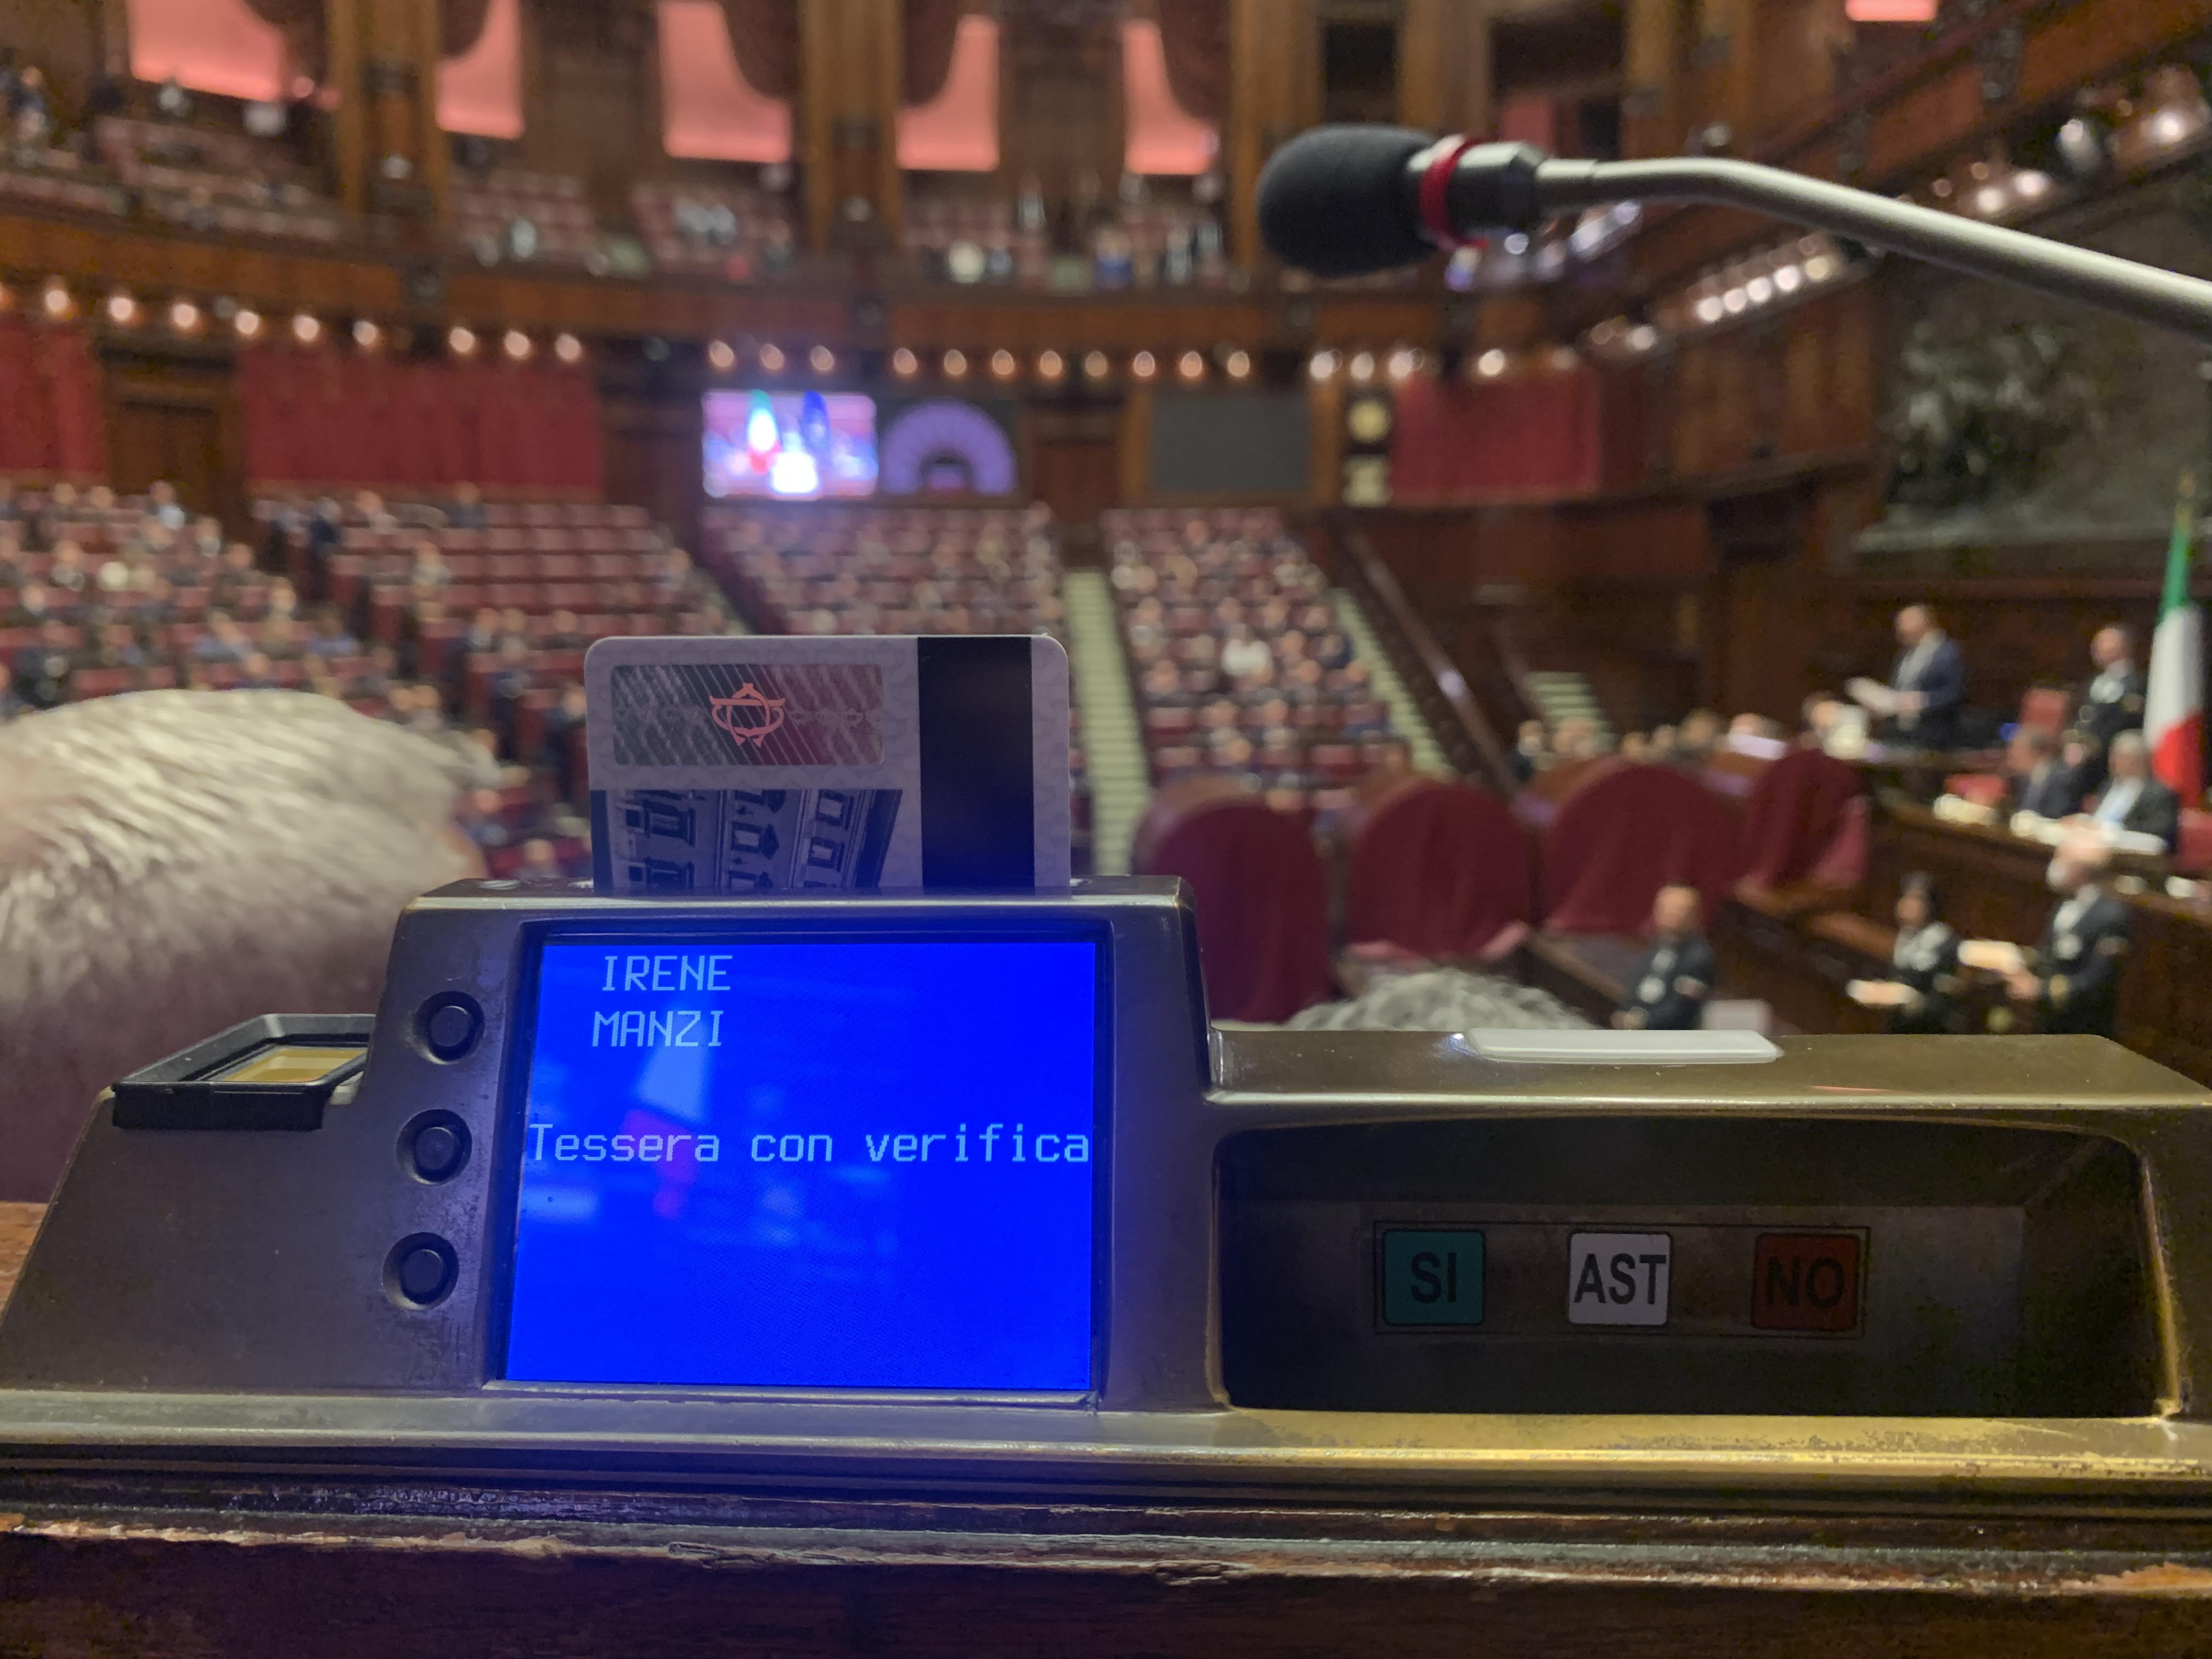 IRENE
MANZI
Tessera con verifica
SI AST NO